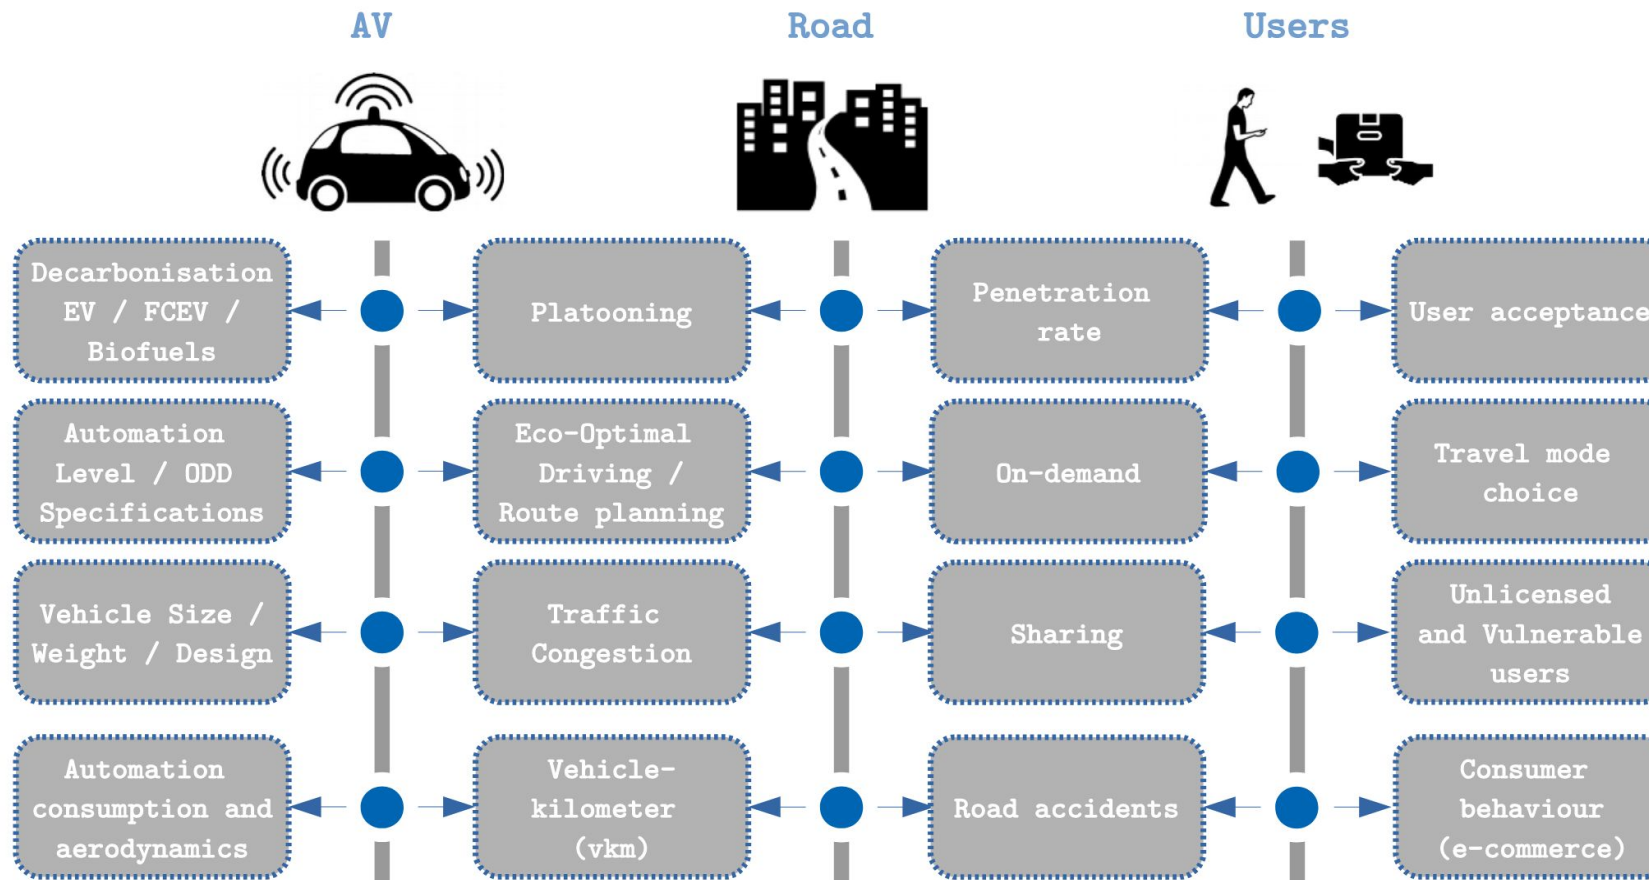 AV
Road
Users
Decarbonisation
EV / FCEV /
Biofuels
Platooning
Penetration
rate
User acceptance
Automation
Level / ODD
Specifications
Eco-Optimal
Driving /
Route planning
On-demand
Travel mode
choice
Vehicle Size /
Weight / Design
Traffic
Congestion
Sharing
Unlicensed
and Vulnerable
users
Automation
consumption and
aerodynamics
Vehicle-
kilometer
(vkm)
Road accidents
Consumer
behaviour
(e-commerce)